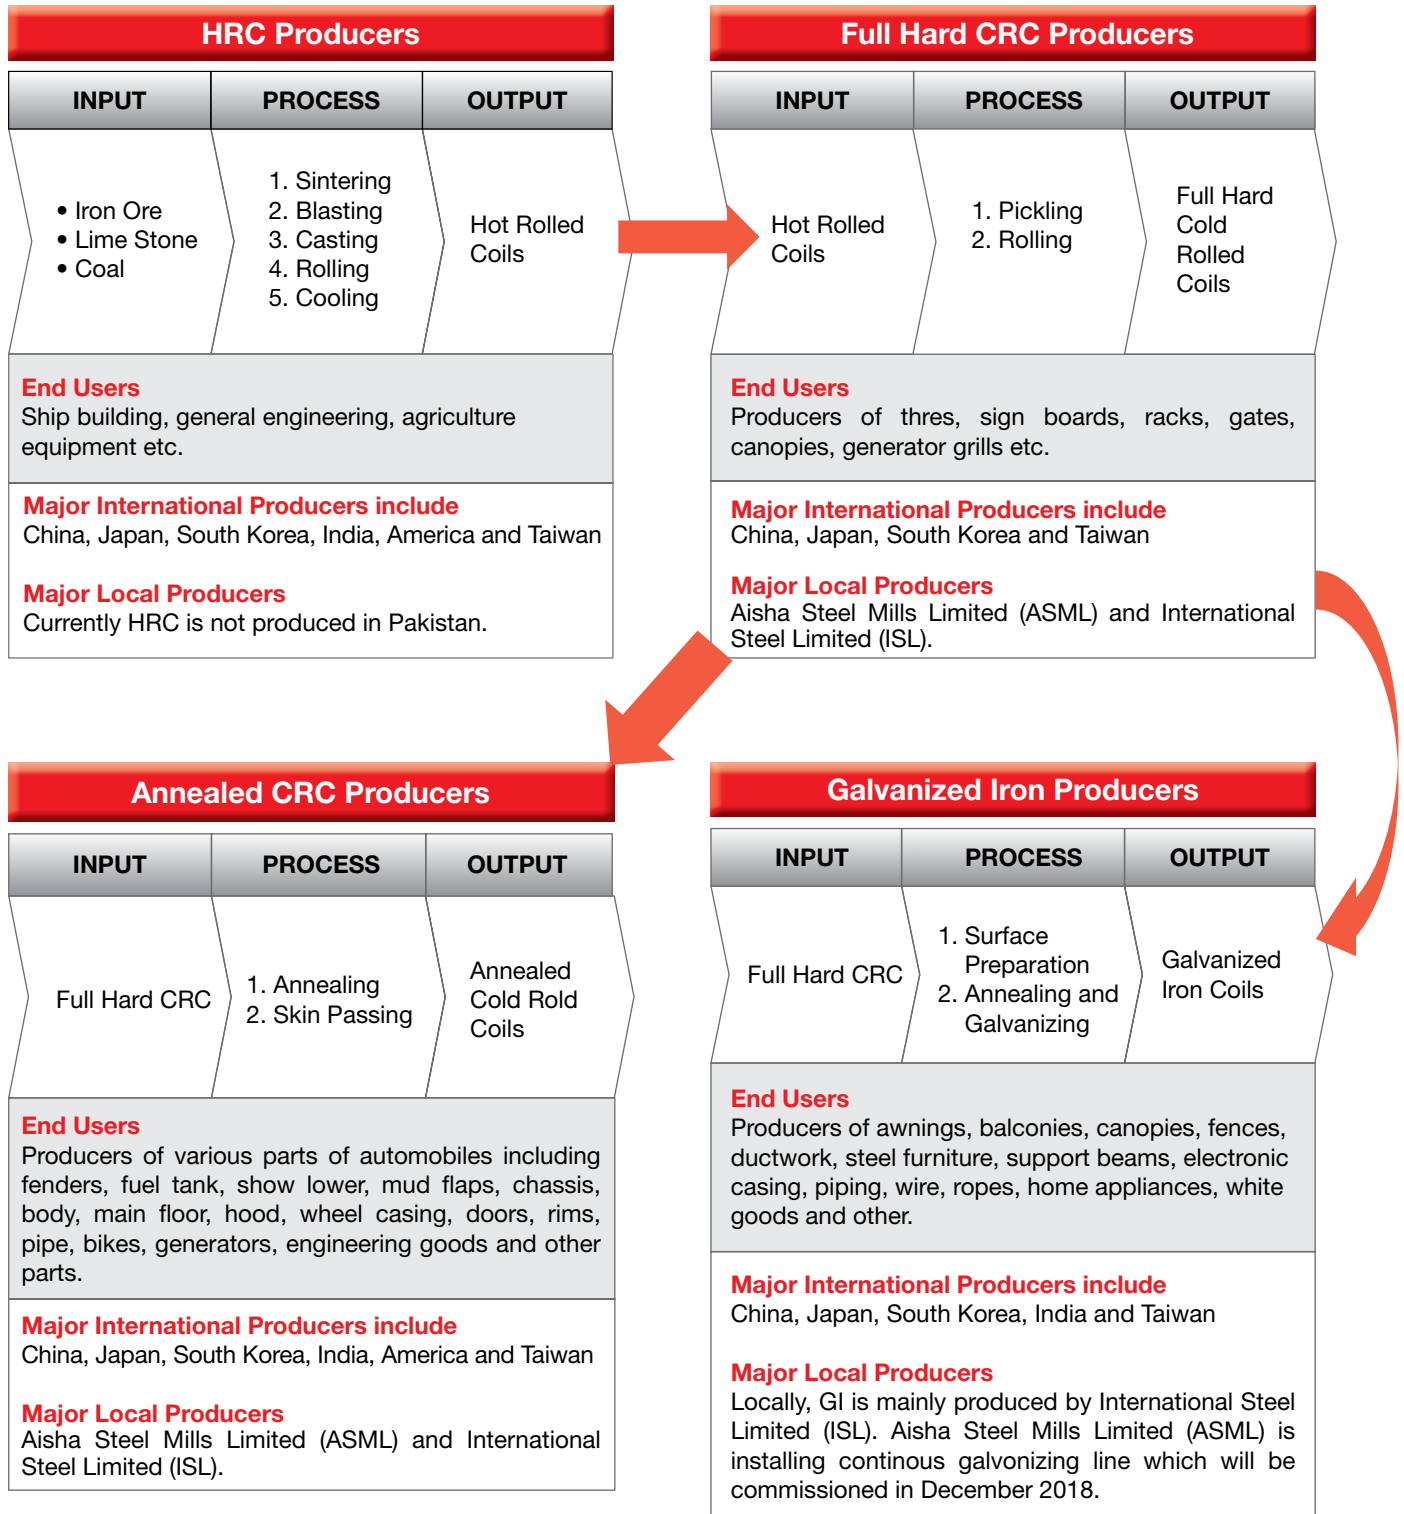 HRC Producers
INPUT
PROCESS
OUTPUT
• Iron Ore
• Lime Stone
• Coal
1. Sintering
2. Blasting
3. Casting
4. Rolling
5. Cooling
Hot Rolled
Coils
End Users
Ship building, general engineering, agriculture
equipment etc.
Major International Producers include
China, Japan, South Korea, India, America and Taiwan
Major Local Producers
Currently HRC is not produced in Pakistan.
Full Hard CRC Producers
INPUT
PROCESS
OUTPUT
Hot Rolled
Coils
1. Pickling
2. Rolling
Full Hard
Cold
Rolled
Coils
End Users
Producers of thres, sign boards, racks, gates,
canopies, generator grills etc.
Major International Producers include
China, Japan, South Korea and Taiwan
Major Local Producers
Aisha Steel Mills Limited (ASML) and International
Steel Limited (ISL).
Annealed CRC Producers
INPUT
PROCESS
OUTPUT
Full Hard CRC
1. Annealing
2. Skin Passing
Annealed
Cold Rold
Coils
End Users
Producers of various parts of automobiles including
fenders, fuel tank, show lower, mud flaps, chassis,
body, main floor, hood, wheel casing, doors, rims,
pipe, bikes, generators, engineering goods and other
parts.
Major International Producers include
China, Japan, South Korea, India, America and Taiwan
Major Local Producers
Aisha Steel Mills Limited (ASML) and International
Steel Limited (ISL).
Galvanized Iron Producers
INPUT
PROCESS
OUTPUT
Full Hard CRC
1. Surface
Preparation
2. Annealing and
Galvanizing
Galvanized
Iron Coils
End Users
Producers of awnings, balconies, canopies, fences,
ductwork, steel furniture, support beams, electronic
casing, piping, wire, ropes, home appliances, white
goods and other.
Major International Producers include
China, Japan, South Korea, India and Taiwan
Major Local Producers
Locally, GI is mainly produced by International Steel
Limited (ISL). Aisha Steel Mills Limited (ASML) is
installing continous galvonizing line which will be
commissioned in December 2018.